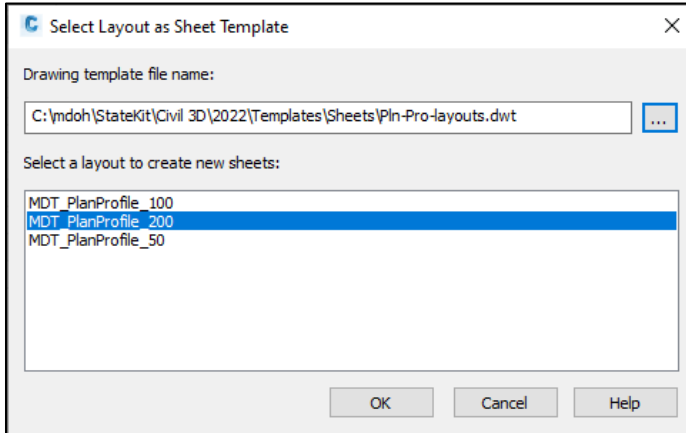 Select Layout as Sheet Template
Drawing template file name:
C:\mdoh\StateKit\Civil 3D\2022\Templates\Sheets\Pln-Pro-layouts.dwt
...
Select a layout to create new sheets:
MDT_PlanProfile_100
MDT_PlanProfile_200
MDT_PlanProfile_50
OK Cancel Help